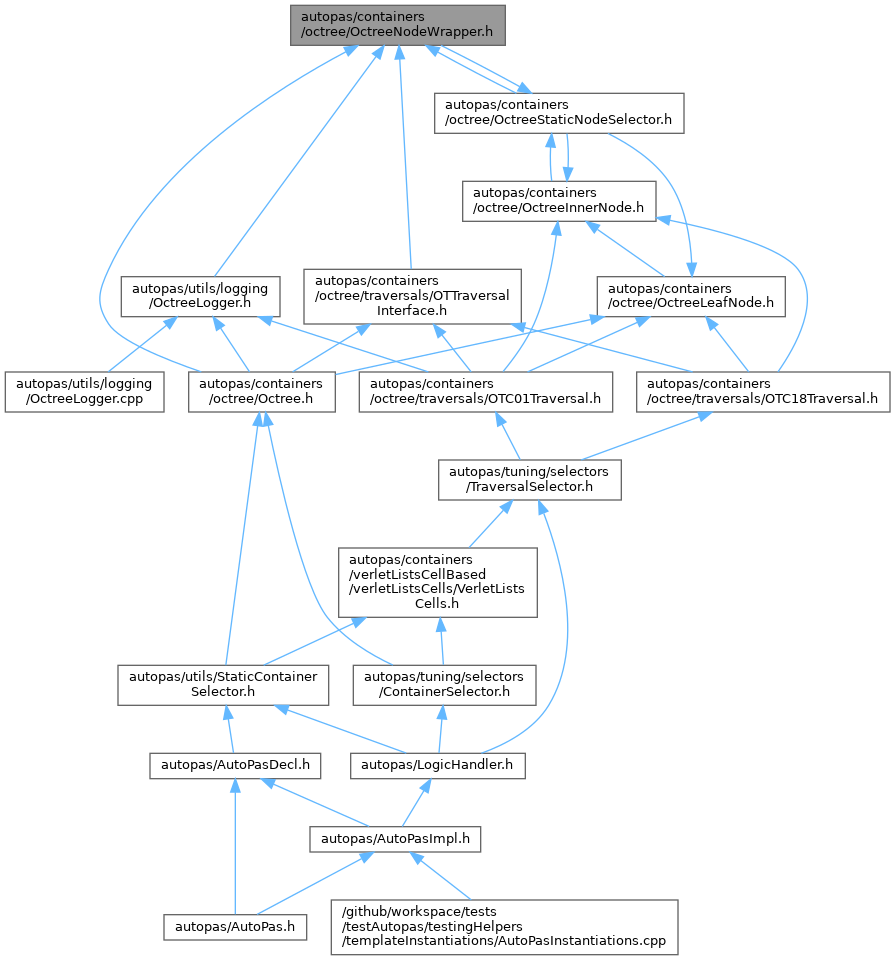 autopas/containers
/octree/OctreeNodeWrapper.h
autopas/containers
/octree/OctreeStaticNodeSelector.h
autopas/containers
/octree/OctreeInnerNode.h
autopas/utils/logging
/OctreeLogger.h
autopas/containers
/octree/traversals/OTTraversal
Interface.h
autopas/containers
/octree/OctreeLeafNode.h
autopas/utils/logging
/OctreeLogger.cpp
autopas/containers
/octree/Octree.h
autopas/containers
/octree/traversals/OTC01Traversal.h
autopas/containers
/octree/traversals/OTC18Traversal.h
autopas/tuning/selectors
/TraversalSelector.h
autopas/containers
/verletListsCellBased
/verletListsCells/VerletLists
Cells.h
autopas/utils/StaticContainer
Selector.h
autopas/tuning/selectors
/ContainerSelector.h
autopas/AutoPasDecl.h
autopas/LogicHandler.h
autopas/AutoPasImpl.h
autopas/AutoPas.h
/github/workspace/tests
/testAutopas/testingHelpers
/templateInstantiations/AutoPasInstantiations.cpp